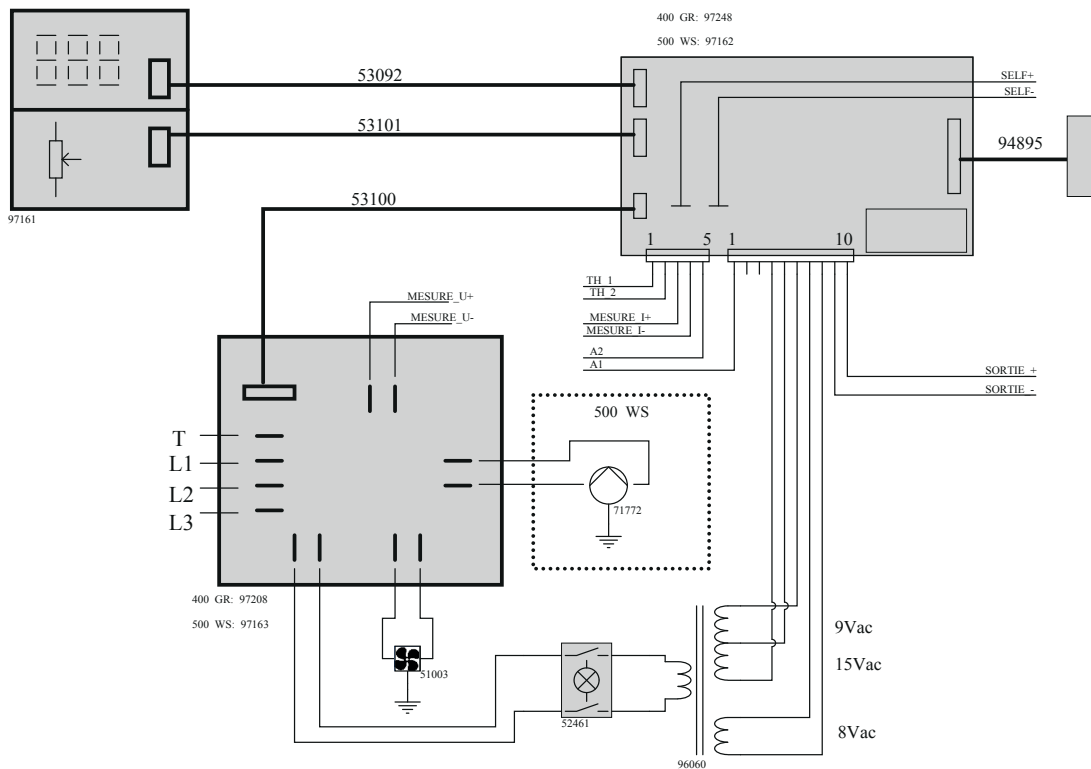 400 GR: 97248
500 WS: 97162
53092
SELF+
SELF-
53101
94895
53100
97161
1 5 1 10
TH_1
TH_2
MESURE_U+
MESURE_U-
MESURE_I+
MESURE_I-
A2
A1
SORTIE_+
SORTIE_-
500 WS
T
L1
L2
L3
71772
400 GR: 97208
500 WS: 97163
9Vac
15Vac
51003
52461
8Vac
96060